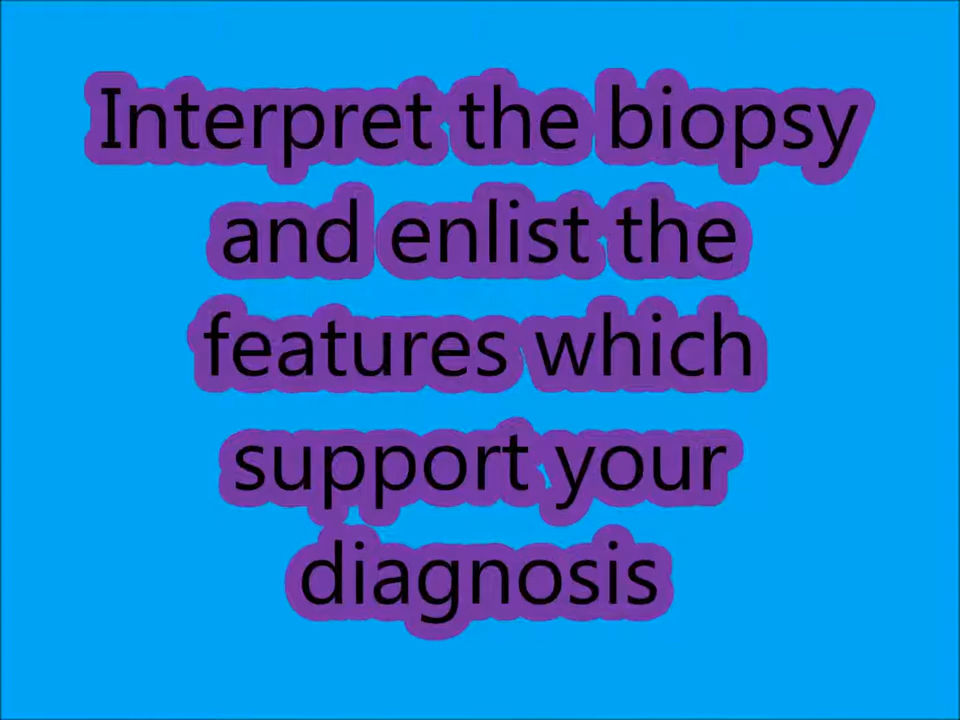 Interpret the biopsy
and enlist the
features which
support your
diagnosis